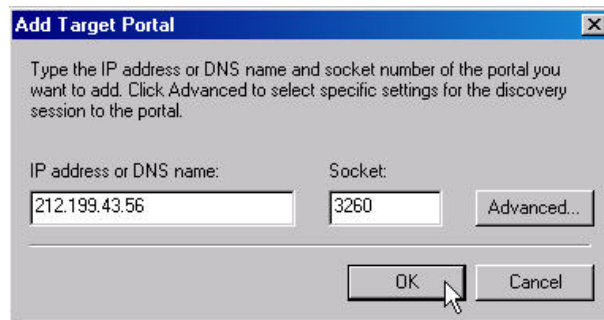 Add Target Portal
Type the IP address or DNS name and socket number of the portal you
want to add. Click Advanced to select specific settings for the discovery
session to the portal.
IP address or DNS name:
Socket:
212.199.43.56
3260
Advanced...
OK
Cancel